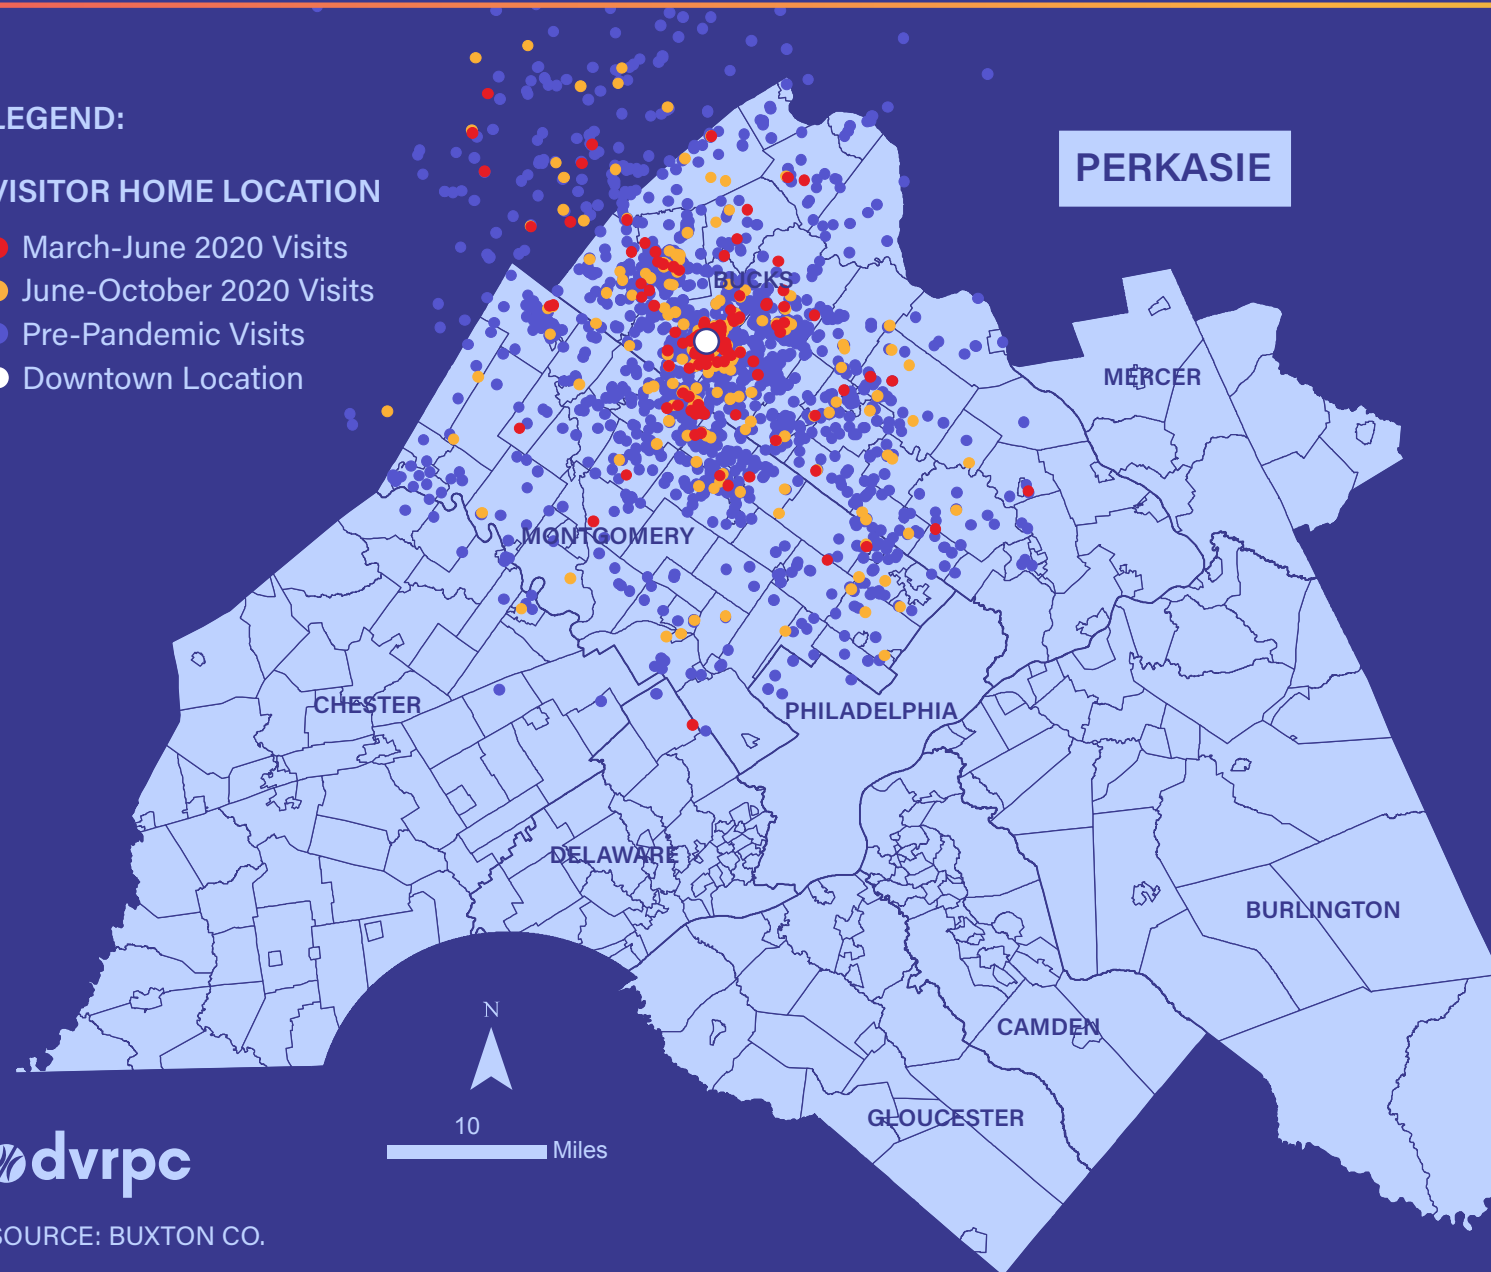 LEGEND:
PERKASIE
VISITOR HOME LOCATION
March-June 2020 Visits
June-October 2020 Visits
Pre-Pandemic Visits
Downtown Location
BUCKS
MERCER
MONTGOMERY
CHESTER
PHILADELPHIA
DELAWARE
BURLINGTON
N
CAMDEN
GLOUCESTER
10
Miles
dvrpc
SOURCE: BUXTON CO.